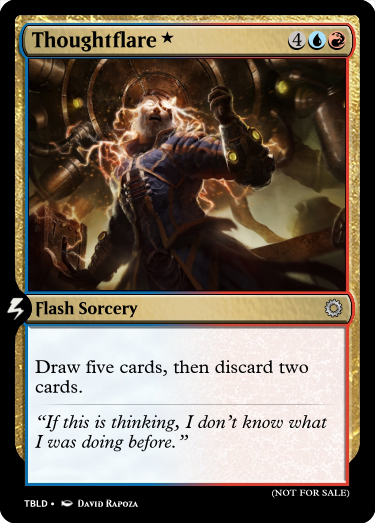 Thoughtflare ★ 4
Flash Sorcery
Draw five cards, then discard two
cards.
“If this is thinking, I don’t know what
I was doing before.”
TBLD • DAVID RAPOZA
(NOT FOR SALE)